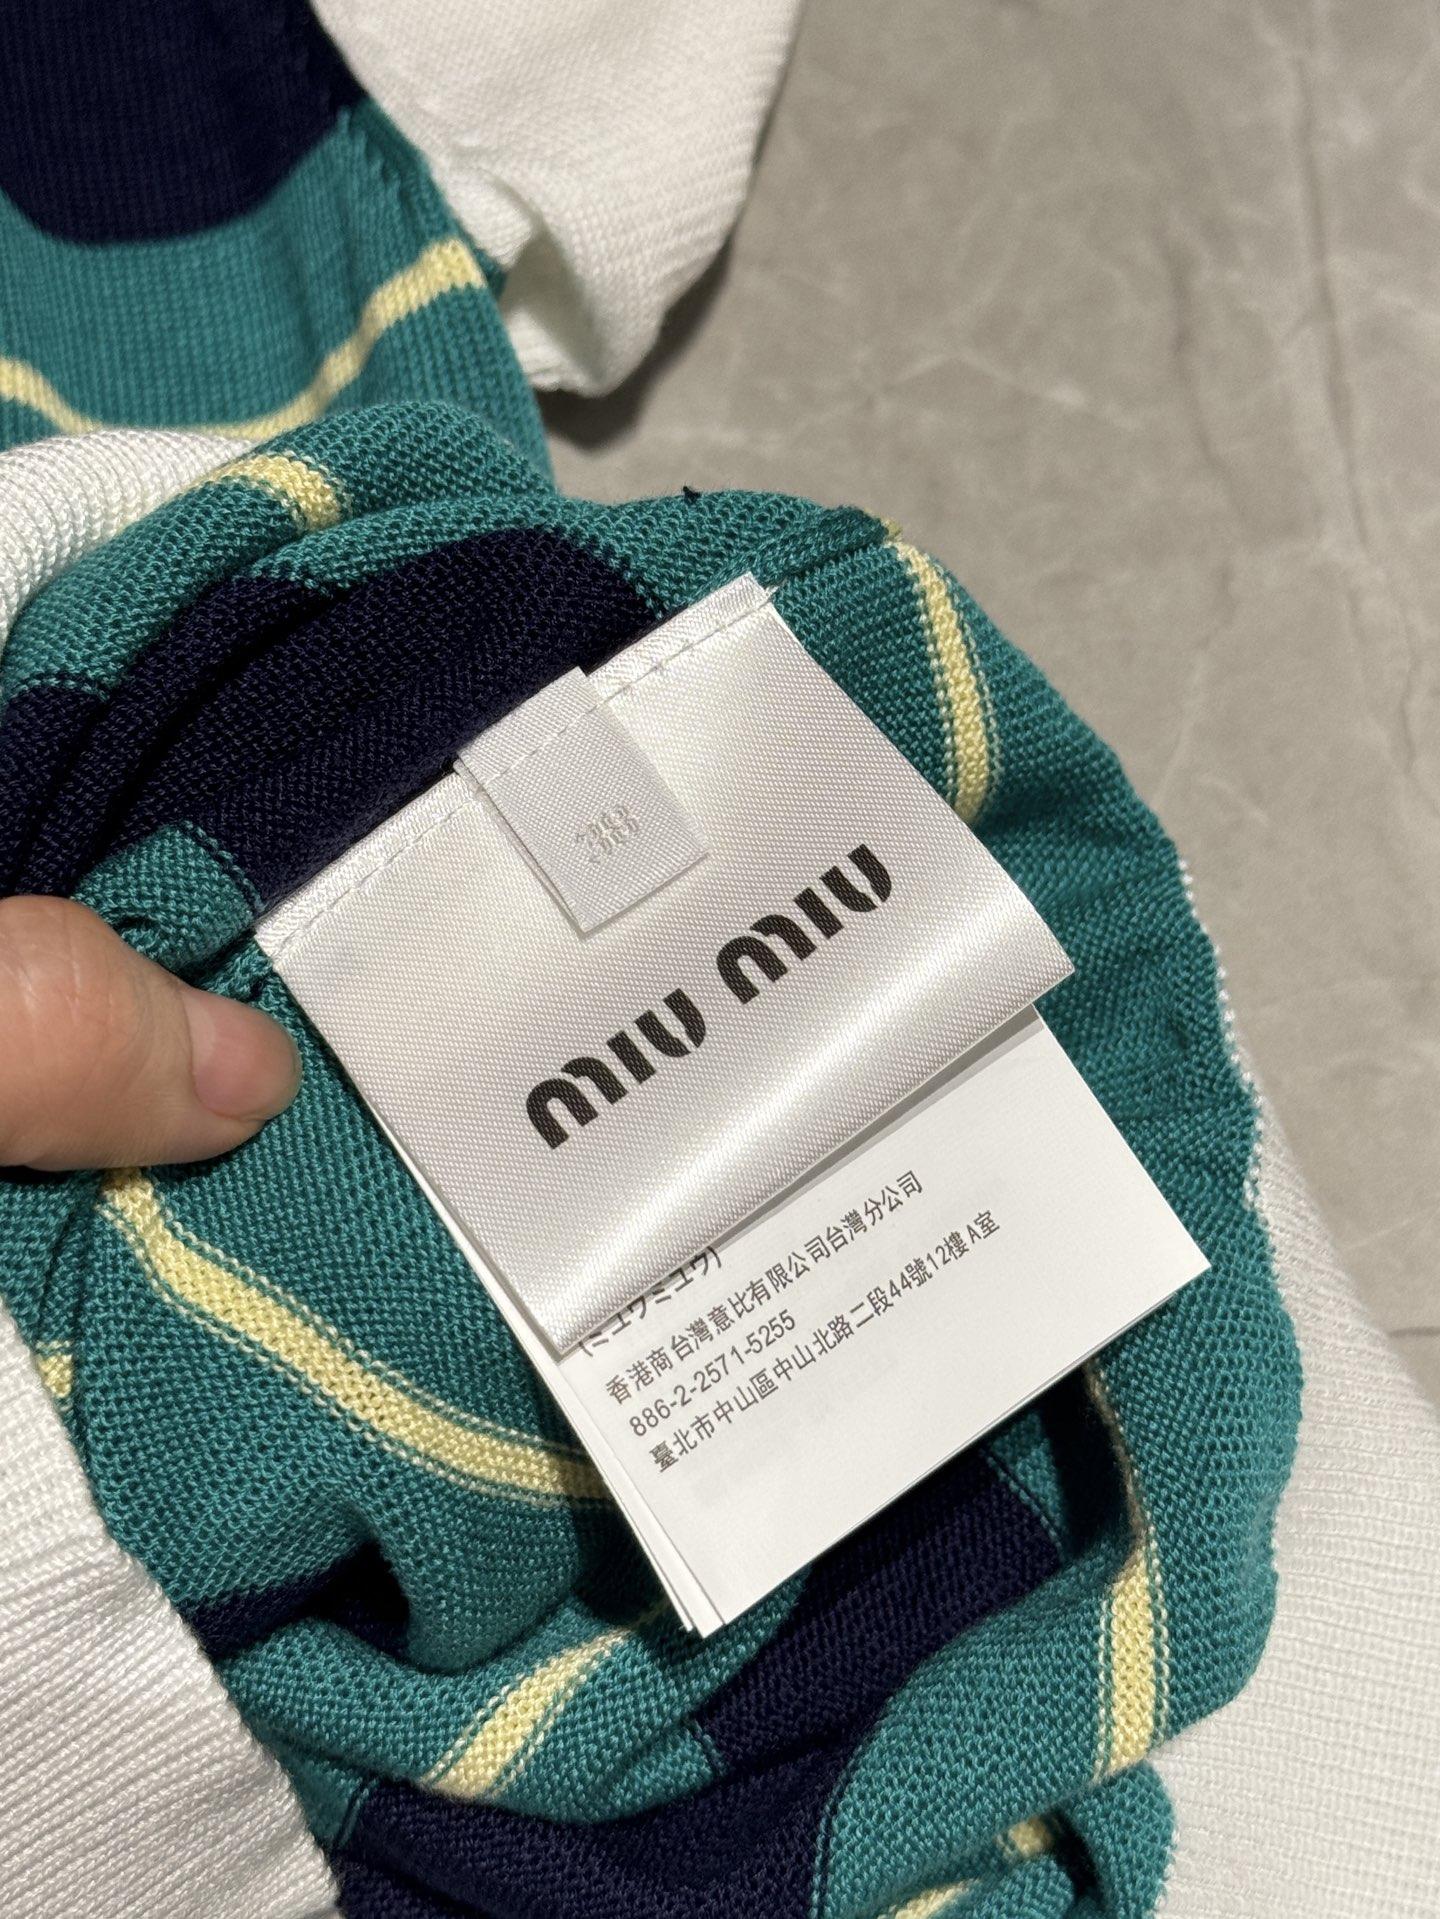 MIU MIU
(ミュウミュウ)
香港商台灣意比有限公司台灣分公司
886-2-2571-5255
臺北市中山區中山北路二段44號12樓A室